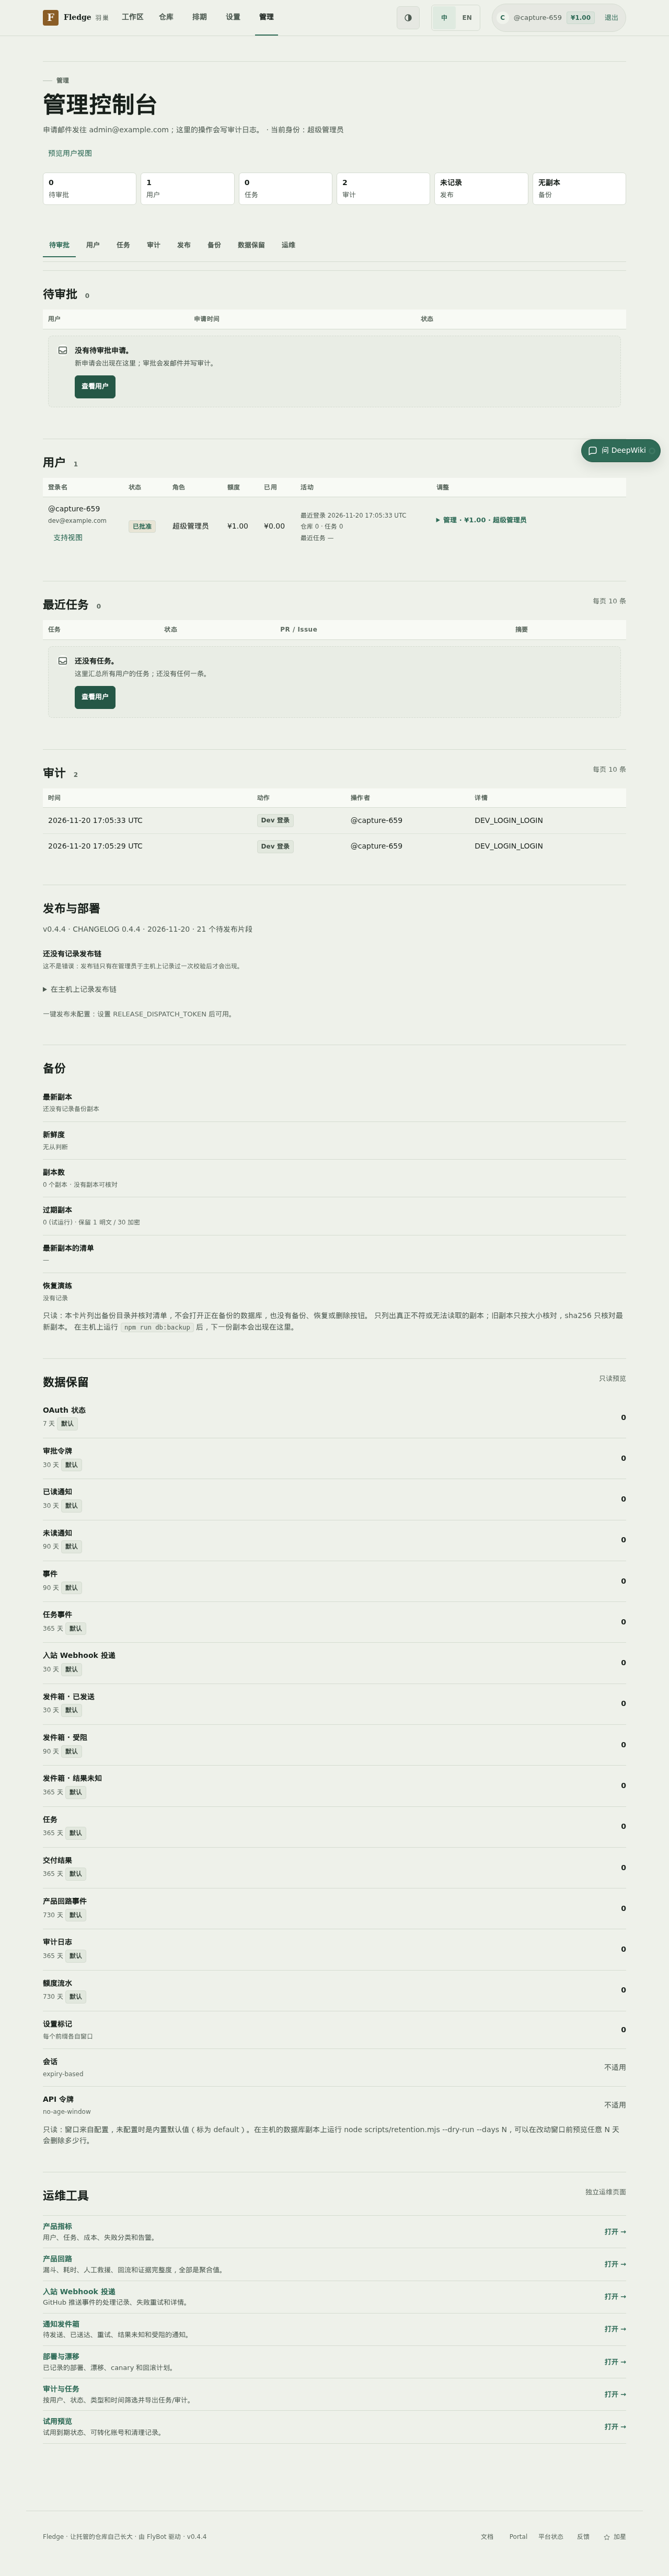 F Fledge 羽巢 工作区 仓库 排期 设置 管理 中 EN C @capture-659 ¥1.00 退出
管理
管理控制台
申请邮件发往 admin@example.com；这里的操作会写审计日志。 · 当前身份：超级管理员
预览用户视图
0 1 0 2 未记录 无副本
待审批 用户 任务 审计 发布 备份
待审批 用户 任务 审计 发布 备份 数据保留 运维
待审批 0
用户 申请时间 状态
没有待审批申请。
新申请会出现在这里；审批会发邮件并写审计。
查看用户
问 DeepWiki
用户 1
登录名 状态 角色 额度 已用 活动 调整
@capture-659
dev@example.com
支持视图
已批准 超级管理员 ¥1.00 ¥0.00
最近登录 2026-11-20 17:05:33 UTC
仓库 0 · 任务 0
最近任务 —
▶ 管理 · ¥1.00 · 超级管理员
最近任务 0 每页 10 条
任务 状态 PR / Issue 摘要
还没有任务。
这里汇总所有用户的任务；还没有任何一条。
查看用户
审计 2 每页 10 条
时间 动作 操作者 详情
2026-11-20 17:05:33 UTC Dev 登录 @capture-659 DEV_LOGIN_LOGIN
2026-11-20 17:05:29 UTC Dev 登录 @capture-659 DEV_LOGIN_LOGIN
发布与部署
v0.4.4 · CHANGELOG 0.4.4 · 2026-11-20 · 21 个待发布片段
还没有记录发布链
这不是错误：发布链只有在管理员于主机上记录过一次校验后才会出现。
▶ 在主机上记录发布链
一键发布未配置：设置 RELEASE_DISPATCH_TOKEN 后可用。
备份
最新副本
还没有记录备份副本
新鲜度
无从判断
副本数
0 个副本 · 没有副本可核对
过期副本
0 (试运行) · 保留 1 明文 / 30 加密
最新副本的清单
—
恢复演练
没有记录
只读：本卡片列出备份目录并核对清单，不会打开正在备份的数据库，也没有备份、恢复或删除按钮。 只列出真正不符或无法读取的副本；旧副本只按大小核对，sha256 只核对最
新副本。 在主机上运行 npm run db:backup 后，下一份副本会出现在这里。
数据保留 只读预览
OAuth 状态
7 天 默认 0
审批令牌
30 天 默认 0
已读通知
30 天 默认 0
未读通知
90 天 默认 0
事件
90 天 默认 0
任务事件
365 天 默认 0
入站 Webhook 投递
30 天 默认 0
发件箱 · 已发送
30 天 默认 0
发件箱 · 受阻
90 天 默认 0
发件箱 · 结果未知
365 天 默认 0
任务
365 天 默认 0
交付结果
365 天 默认 0
产品回路事件
730 天 默认 0
审计日志
365 天 默认 0
额度流水
730 天 默认 0
设置标记
每个前缀各自窗口 0
会话
expiry-based 不适用
API 令牌
no-age-window 不适用
只读：窗口来自配置，未配置时是内置默认值（标为 default）。在主机的数据库副本上运行 node scripts/retention.mjs --dry-run --days N，可以在改动窗口前预览任意 N 天
会删除多少行。
运维工具 独立运维页面
产品指标
用户、任务、成本、失败分类和告警。 打开 →
产品回路
漏斗、耗时、人工救援、回流和证据完整度，全部是聚合值。 打开 →
入站 Webhook 投递
GitHub 推送事件的处理记录、失败重试和详情。 打开 →
通知发件箱
待发送、已送达、重试、结果未知和受阻的通知。 打开 →
部署与漂移
已记录的部署、漂移、canary 和回滚计划。 打开 →
审计与任务
按用户、状态、类型和时间筛选并导出任务/审计。 打开 →
试用预览
试用到期状态、可转化账号和清理记录。 打开 →
Fledge · 让托管的仓库自己长大 · 由 FlyBot 驱动 · v0.4.4 文档 Portal 平台状态 反馈 加星